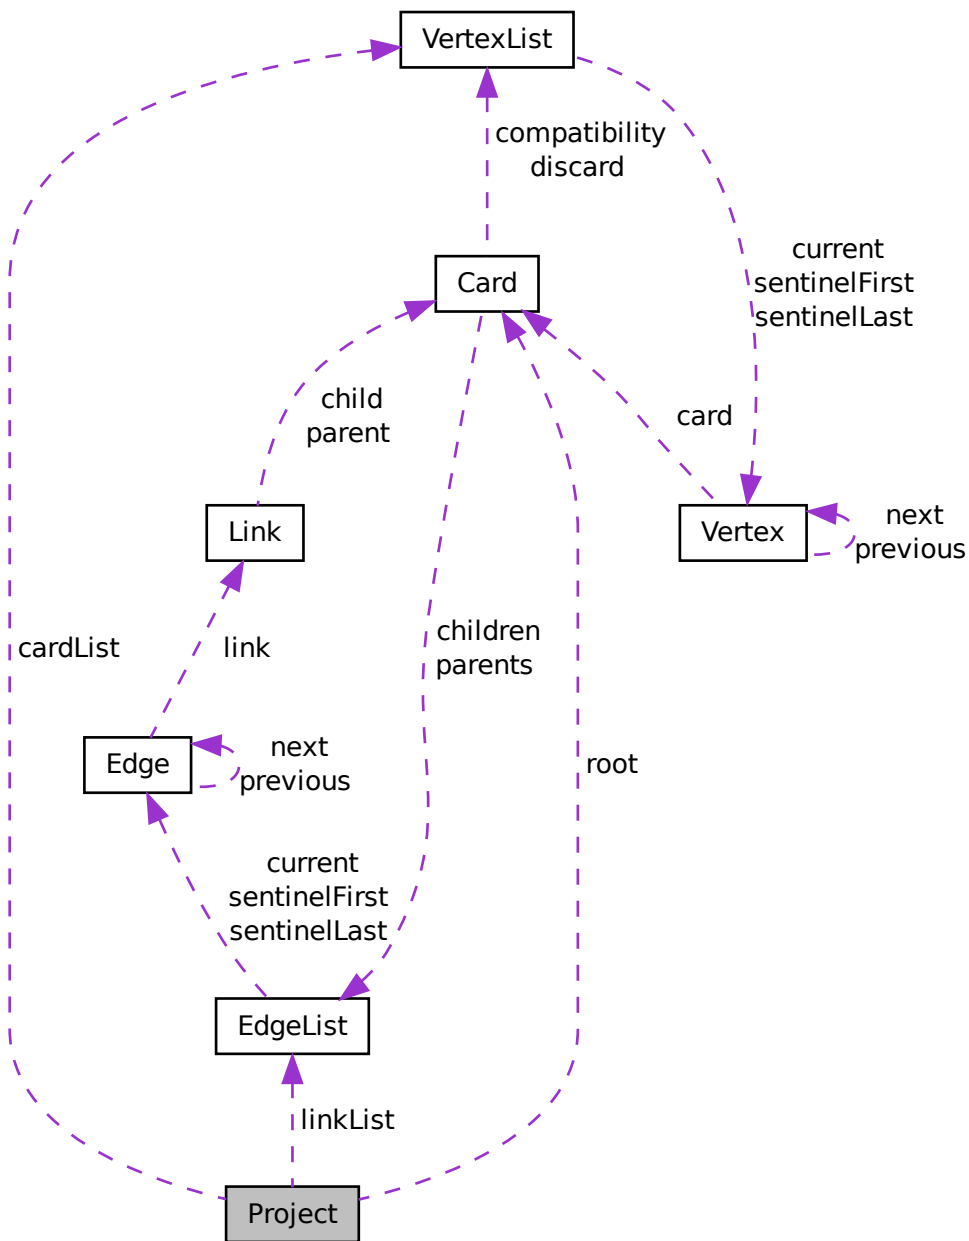 VertexList
compatibility
discard
current
sentinelFirst
sentinelLast
Card
child
parent
card
Link
Vertex
next
previous
cardList
link
children
parents
Edge
next
previous
root
current
sentinelFirst
sentinelLast
EdgeList
linkList
Project